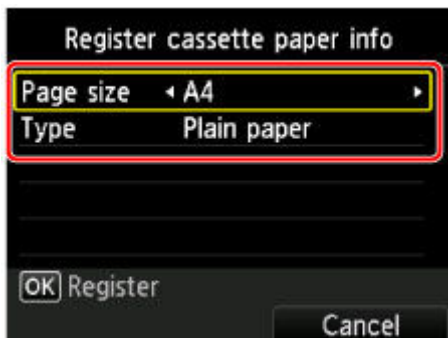 Register cassette paper info
Page size A4
Type Plain paper
OK Register
Cancel